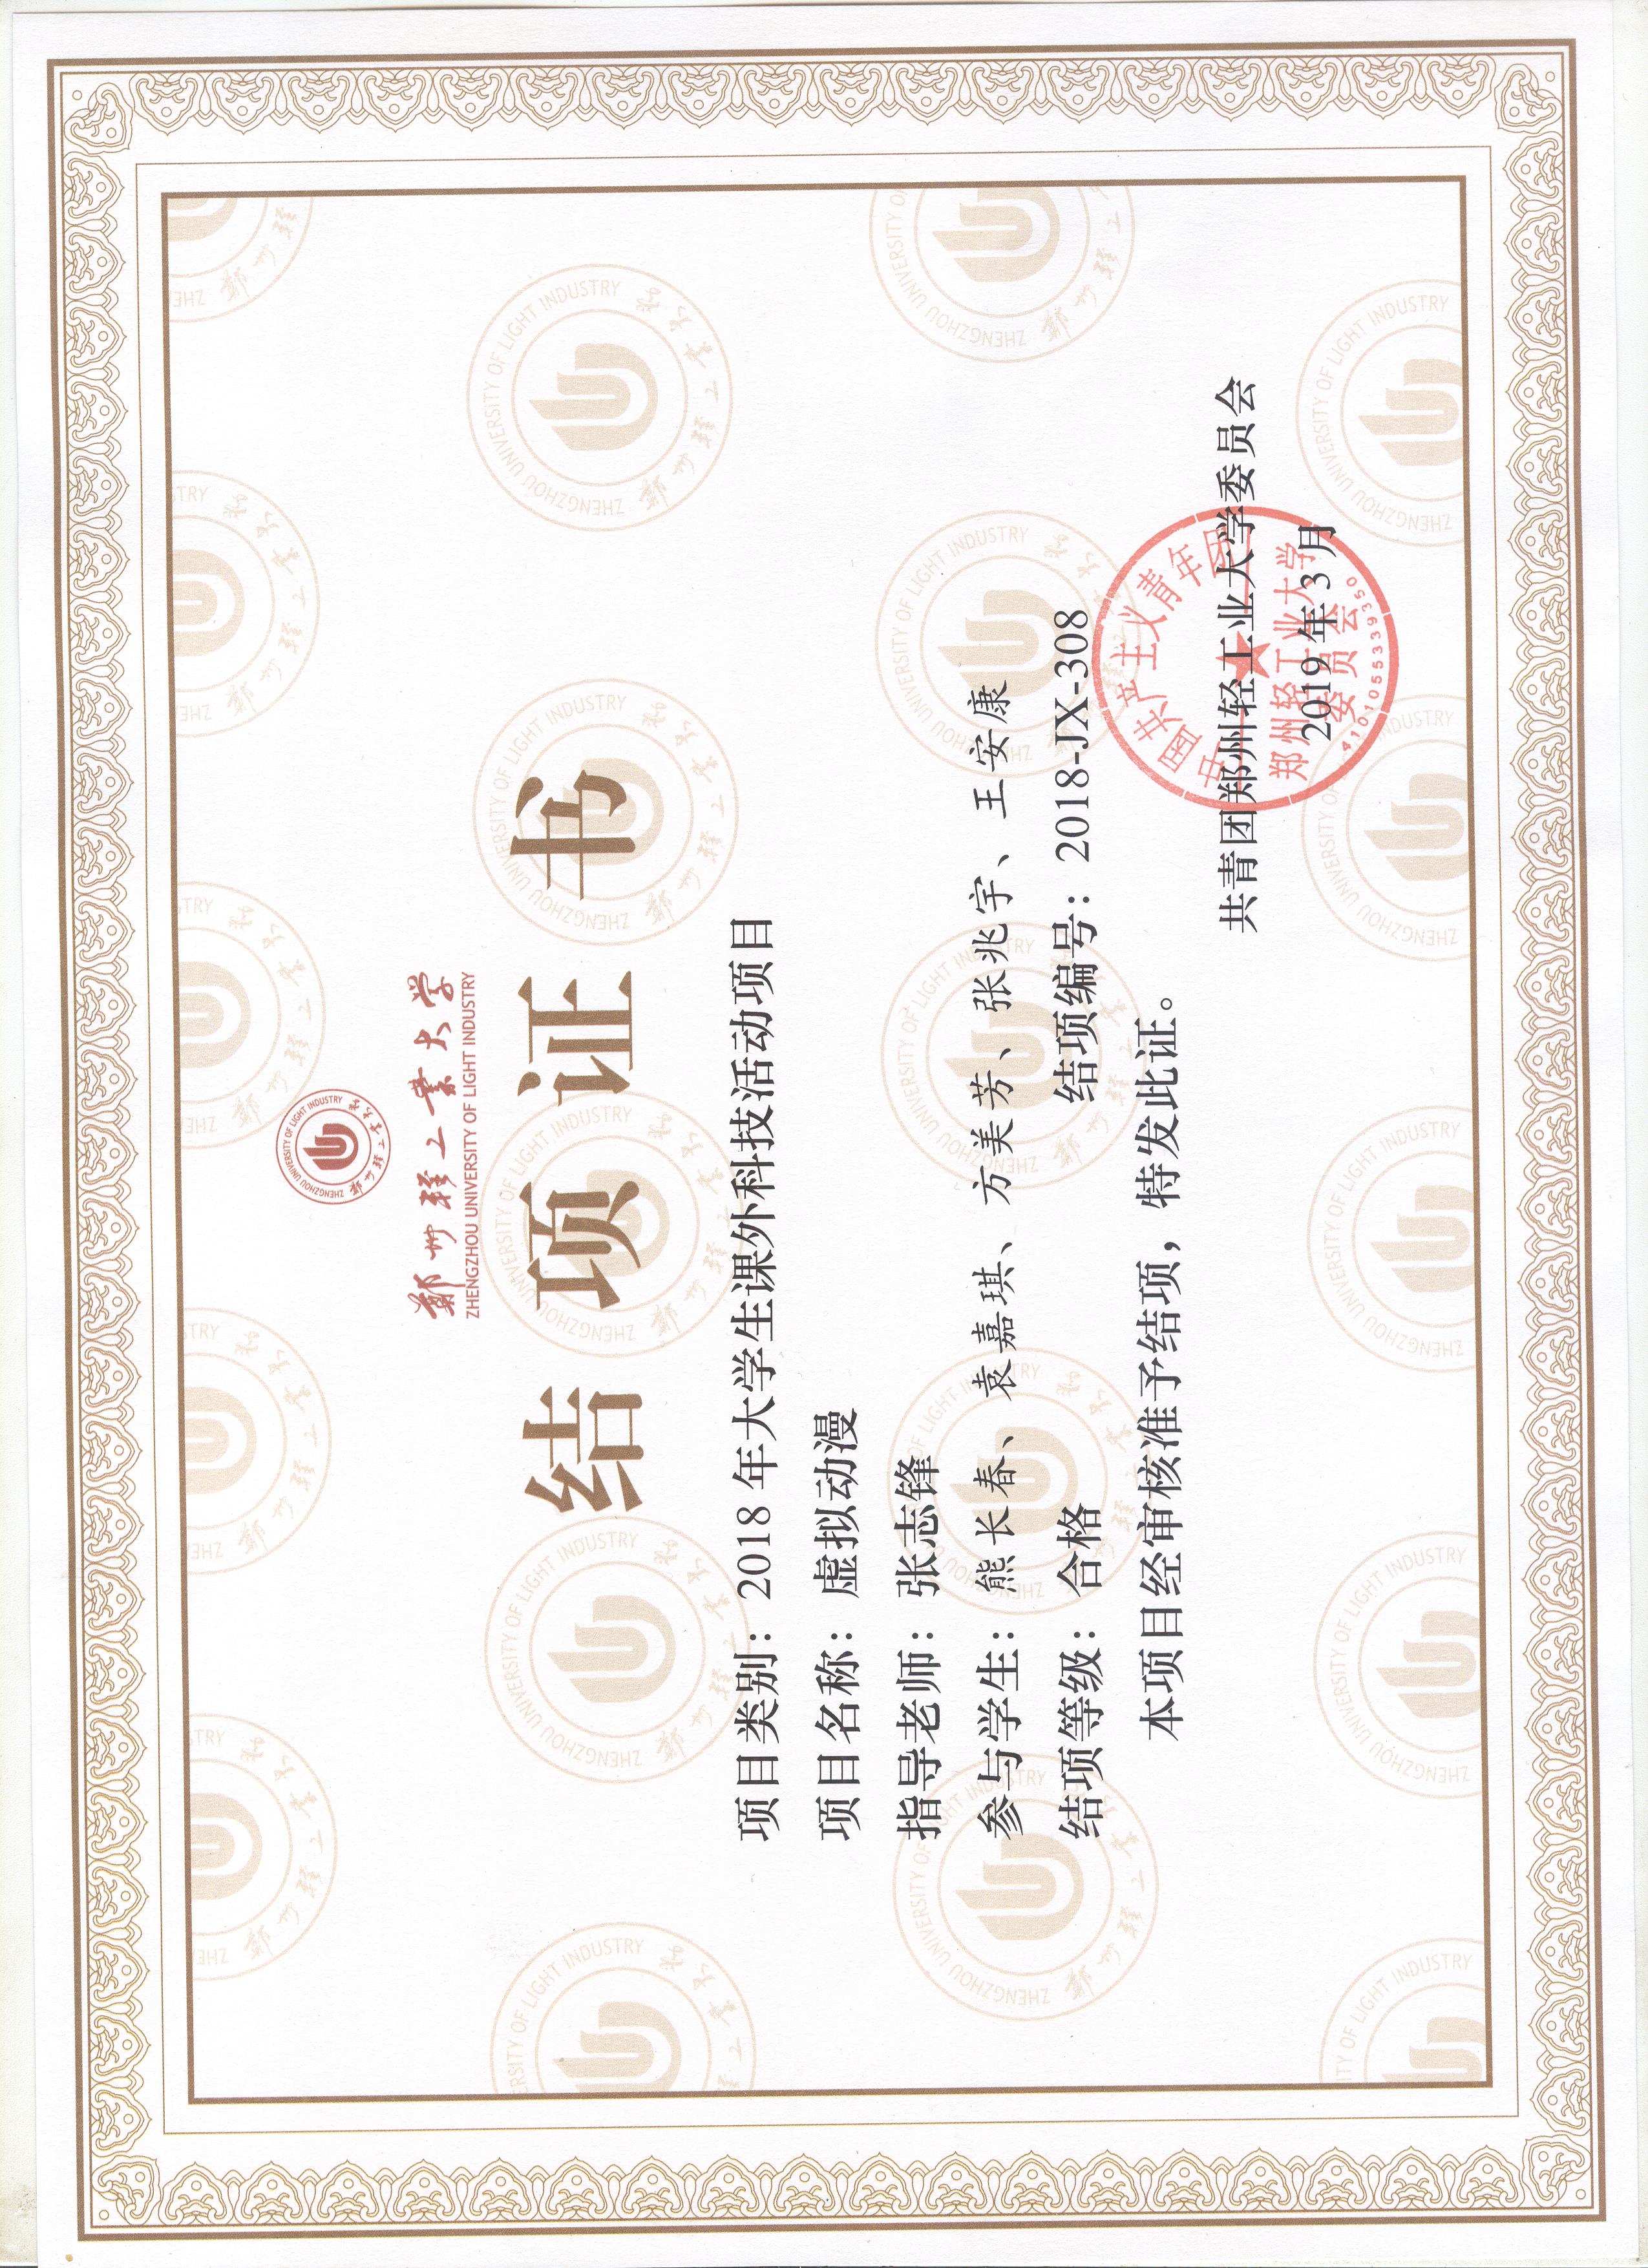 ZHENGZHOU UNIVERSITY OF LIGHT INDUSTRY
郑州轻工业大学
鄭州轻工業大学
ZHENGZHOU UNIVERSITY OF LIGHT INDUSTRY
结项证书
项目类别：2018 年大学生课外科技活动项目
项目名称：虚拟动漫
指导老师：张志锋
参与学生：熊长春、袁嘉琪、方美芳、张兆宇、王安康
结项等级：合格 结项编号：2018-JX-308
本项目经审核准予结项，特发此证。
共青团郑州轻工业大学委员会
2019 年 3 月
中国共产主义青年团
郑州轻工业大学
委员会
4101055339350